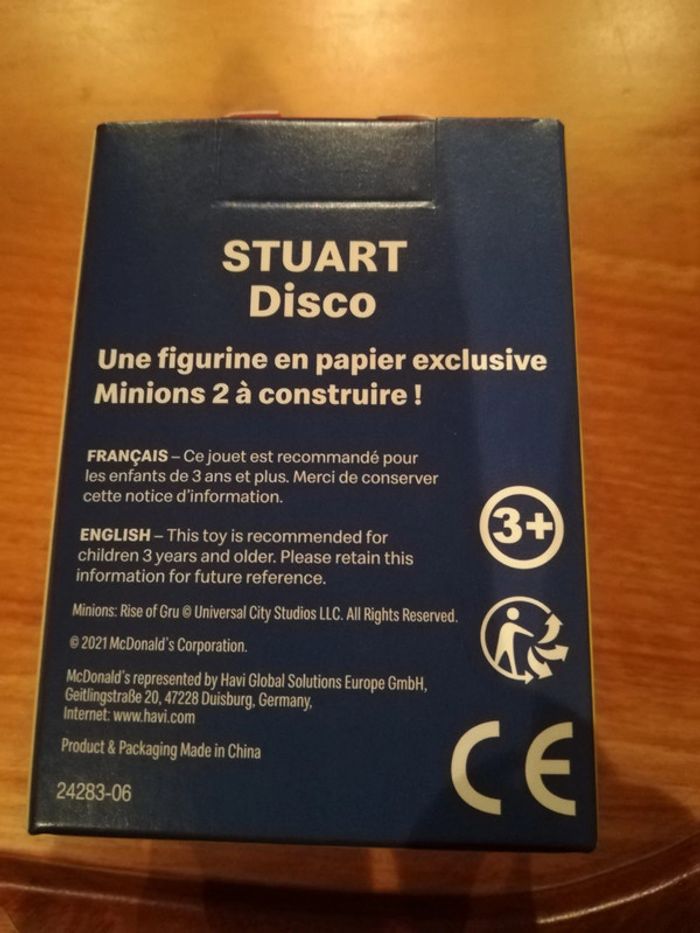 STUART
Disco
Une figurine en papier exclusive
Minions 2 à construire !
FRANÇAIS – Ce jouet est recommandé pour
les enfants de 3 ans et plus. Merci de conserver
cette notice d'information.
ENGLISH – This toy is recommended for
children 3 years and older. Please retain this
information for future reference.
3+
Minions: Rise of Gru © Universal City Studios LLC. All Rights Reserved.
© 2021 McDonald's Corporation.
McDonald's represented by Havi Global Solutions Europe GmbH,
Geitlingstraße 20, 47228 Duisburg, Germany,
Internet: www.havi.com
Product & Packaging Made in China
24283-06
CE